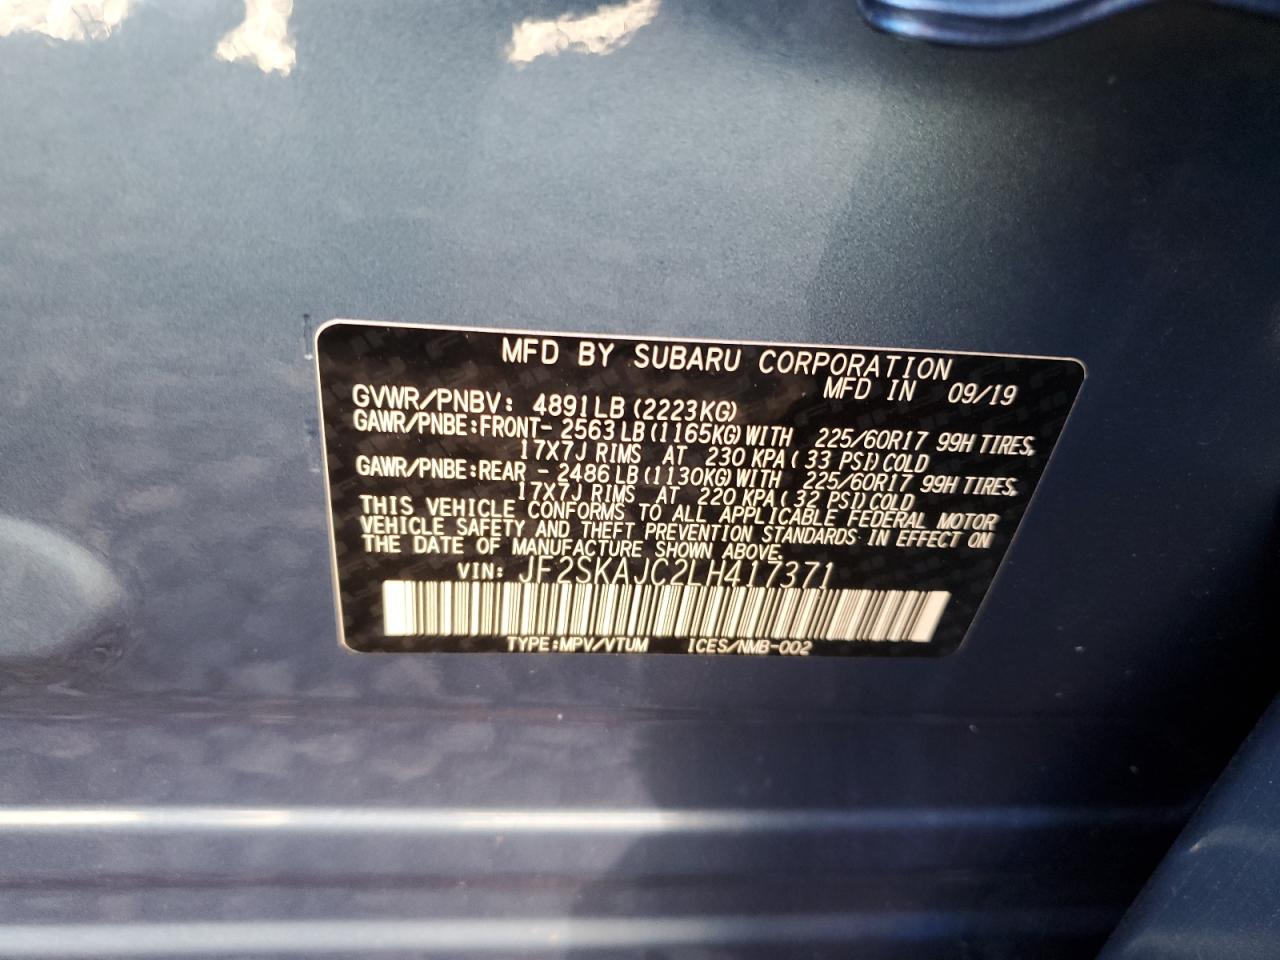 MFD BY SUBARU CORPORATION
MFD IN 09/19
GVWR/PNBV: 4891LB (2223KG)
GAWR/PNBE:FRONT- 2563LB (1165KG) WITH 225/60R17 99H TIRES,
17X7J RIMS AT 230 KPA ( 33 PSI) COLD
GAWR/PNBE:REAR - 2486LB (1130KG) WITH 225/60R17 99H TIRES,
17X7J RIMS AT 220 KPA ( 32 PSI) COLD
THIS VEHICLE CONFORMS TO ALL APPLICABLE FEDERAL MOTOR
VEHICLE SAFETY AND THEFT PREVENTION STANDARDS IN EFFECT ON
THE DATE OF MANUFACTURE SHOWN ABOVE.
VIN: JF2SKAJC2LH417371
TYPE:MPV/VTUM ICES/NMB-002